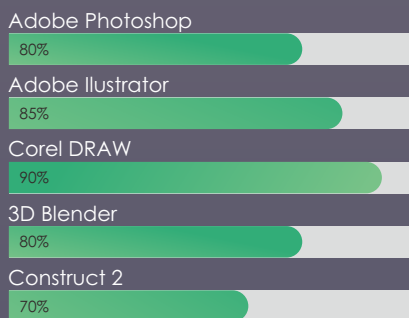 Adobe Photoshop
80%
Adobe Ilustrator
85%
Corel DRAW
90%
3D Blender
80%
Construct 2
70%